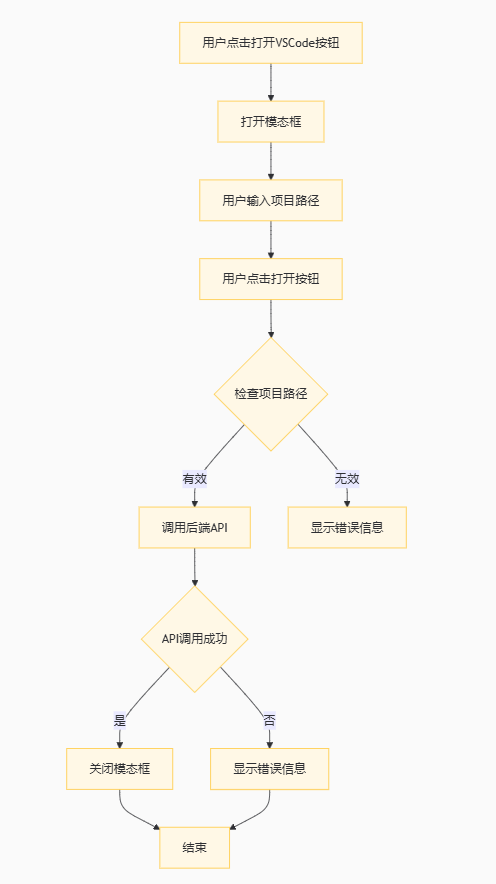 用户点击打开VSCode按钮
打开模态框
用户输入项目路径
用户点击打开按钮
检查项目路径
有效
无效
调用后端API
显示错误信息
API调用成功
是
否
关闭模态框
显示错误信息
结束